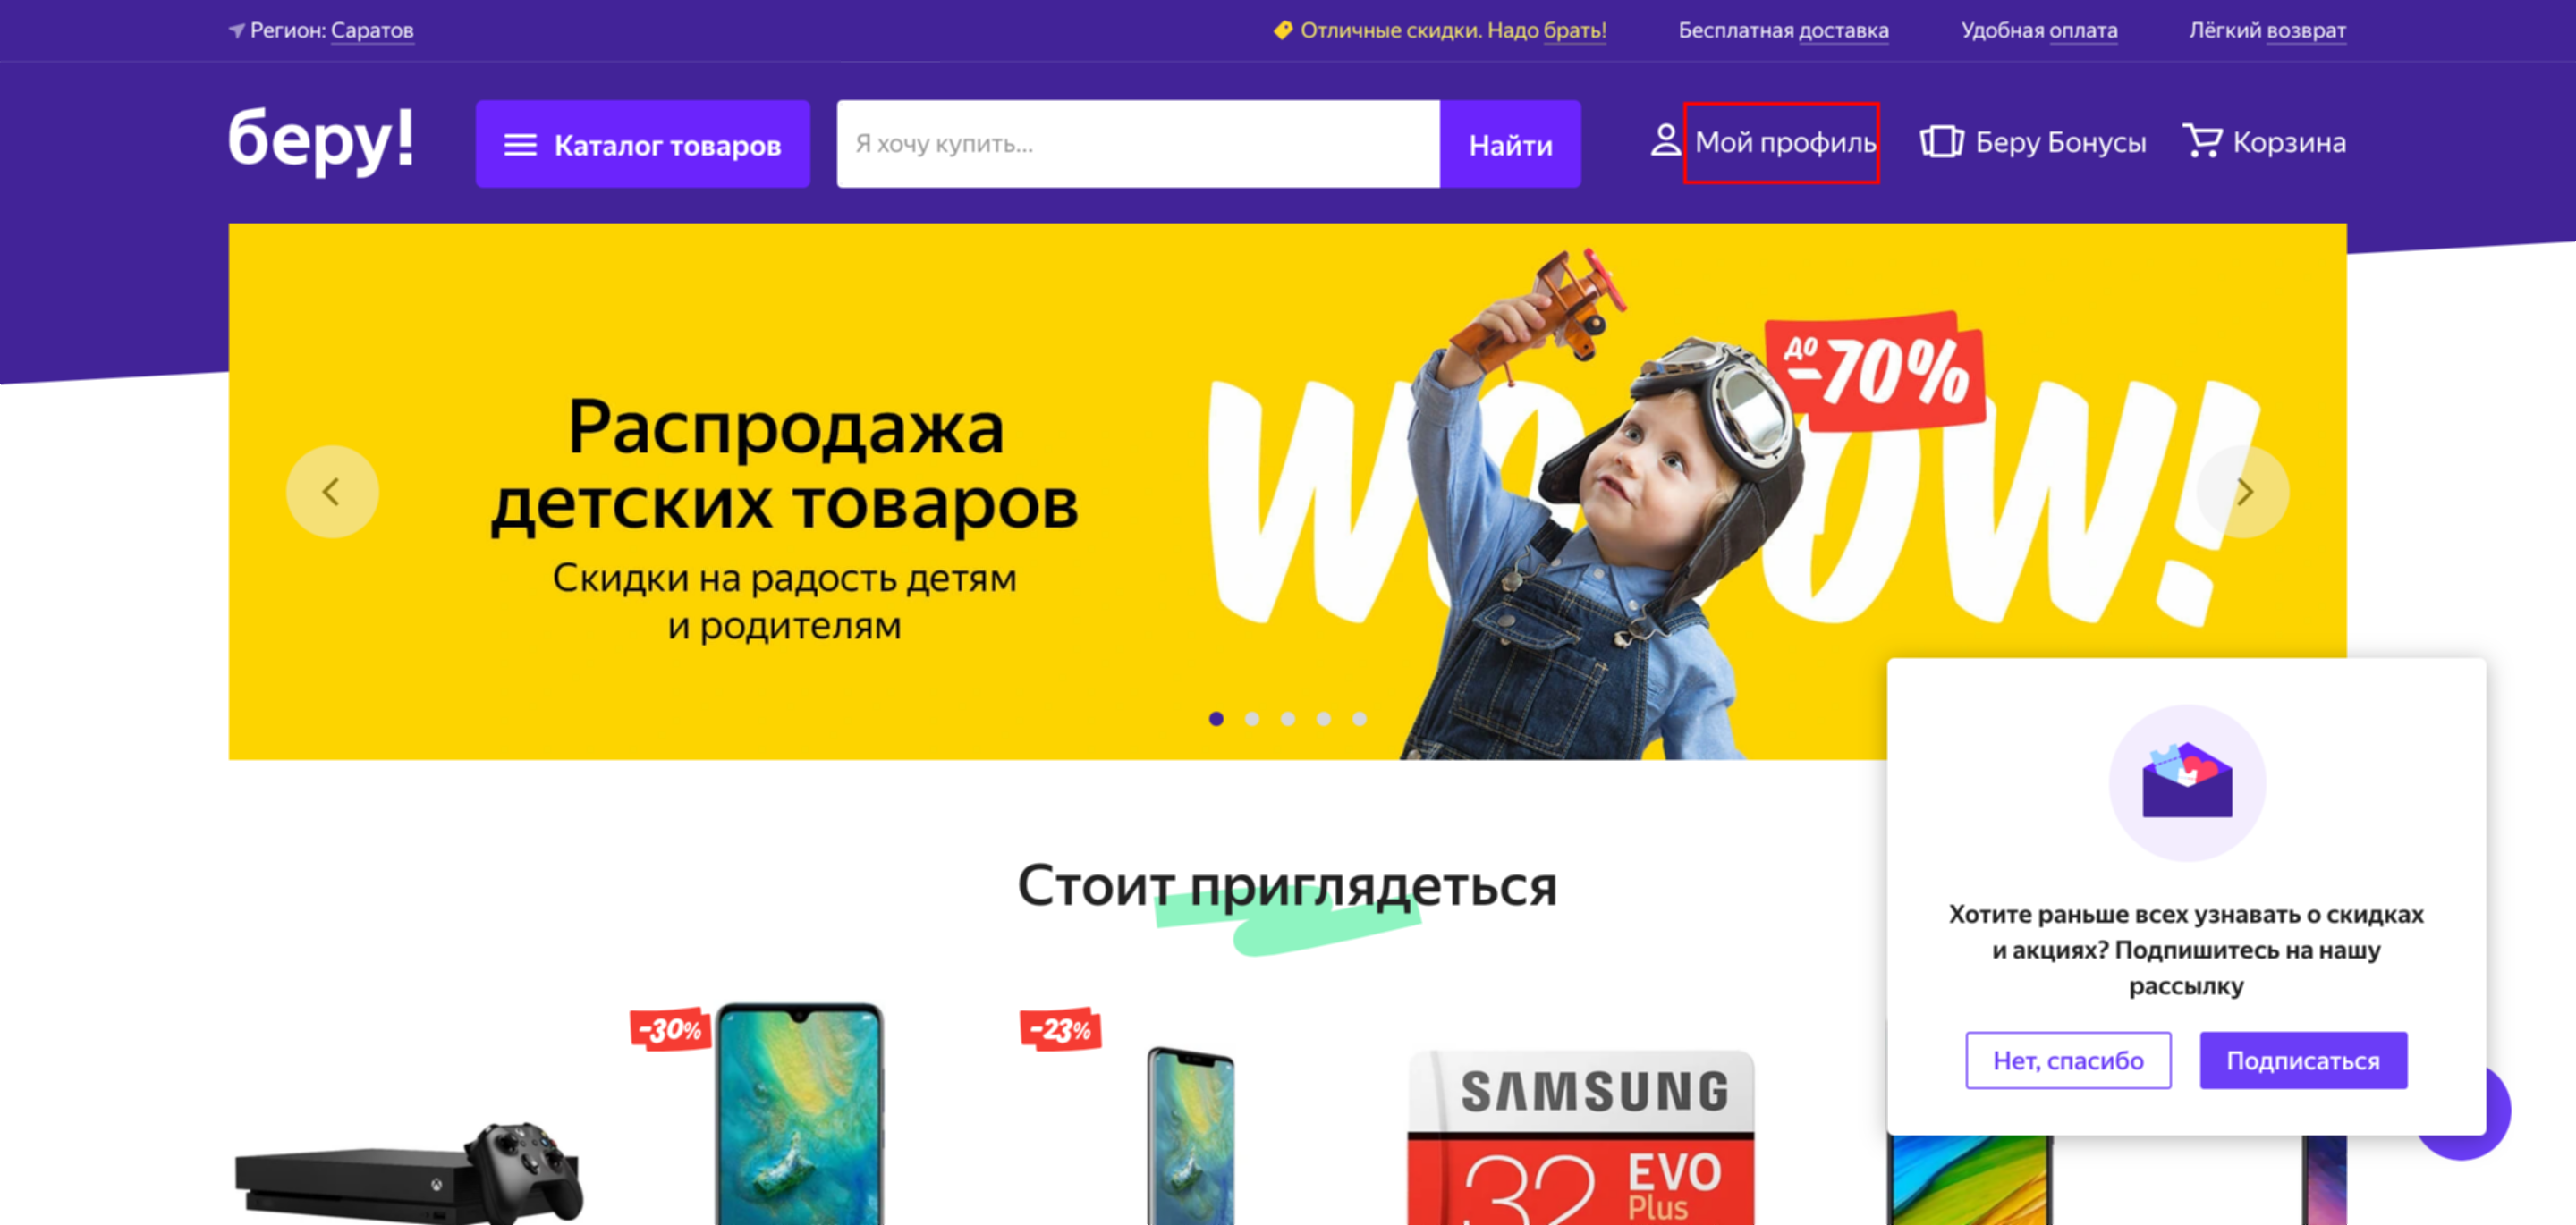 Регион: Саратов
Отличные скидки. Надо брать!
Бесплатная доставка
Удобная оплата
Лёгкий возврат
беру!
Каталог товаров
Я хочу купить...
Найти
Мой профиль
Беру Бонусы
Корзина
Распродажа
детских товаров
Скидки на радость детям
и родителям
до
-70%
Стоит приглядеться
-30%
-23%
SAMSUNG
32
EVO
Plus
Хотите раньше всех узнавать о скидках
и акциях? Подпишитесь на нашу
рассылку
Нет, спасибо
Подписаться